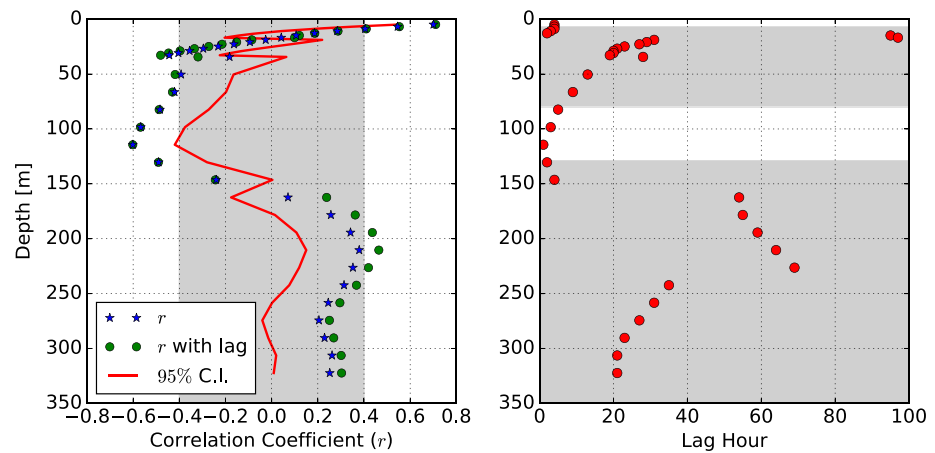 0
50
100
150
200
250
300
350
Depth [m]
r
r with lag
95% C.I.
−0.8 −0.6 −0.4 −0.2 0.0 0.2 0.4 0.6 0.8
Correlation Coefficient (r)
0
50
100
150
200
250
300
350
0 20 40 60 80 100
Lag Hour